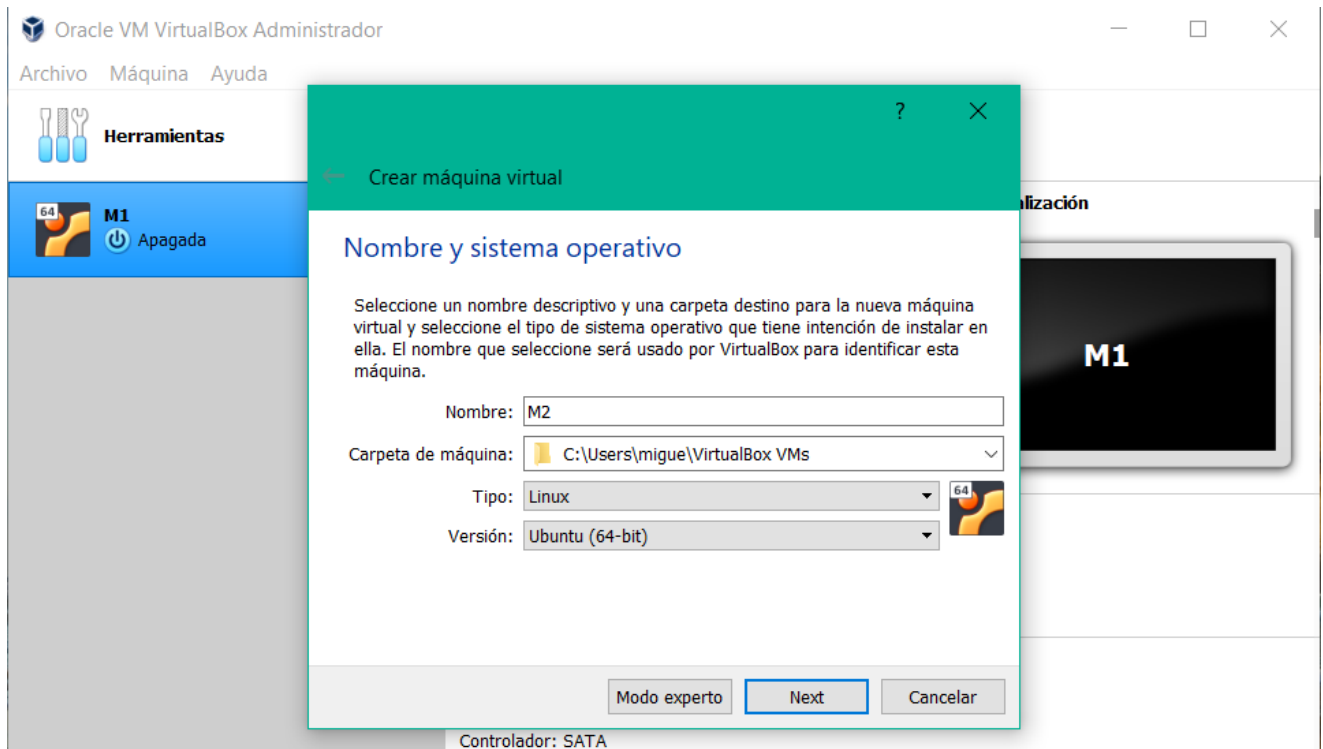 Oracle VM VirtualBox Administrador
Archivo Máquina Ayuda
Herramientas
64
M1
Apagada
?
Crear máquina virtual
Nombre y sistema operativo
Seleccione un nombre descriptivo y una carpeta destino para la nueva máquina
virtual y seleccione el tipo de sistema operativo que tiene intención de instalar en
ella. El nombre que seleccione será usado por VirtualBox para identificar esta
máquina.
Nombre: M2
Carpeta de máquina: C:\Users\migue\VirtualBox VMs
Tipo: Linux
64
Versión: Ubuntu (64-bit)
Modo experto Next Cancelar
lización
M1
Controlador: SATA